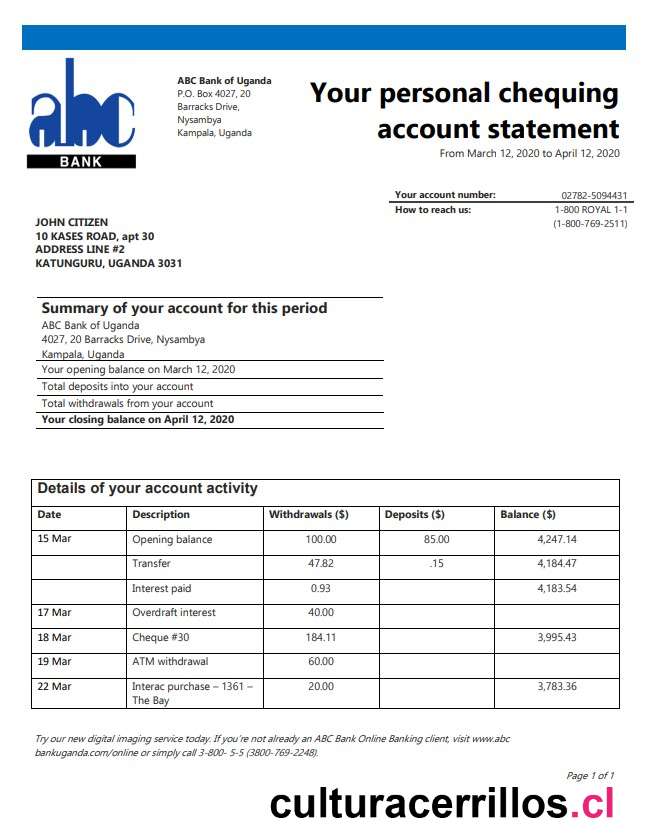 abc
BANK
ABC Bank of Uganda
P.O. Box 4027, 20
Barracks Drive,
Nysambya
Kampala, Uganda
Your personal chequing
account statement
From March 12, 2020 to April 12, 2020
Your account number: 02782-5094431
How to reach us: 1-800 ROYAL 1-1
(1-800-769-2511)
JOHN CITIZEN
10 KASES ROAD, apt 30
ADDRESS LINE #2
KATUNGURU, UGANDA 3031
Summary of your account for this period
ABC Bank of Uganda
4027, 20 Barracks Drive, Nysambya
Kampala, Uganda
Your opening balance on March 12, 2020
Total deposits into your account
Total withdrawals from your account
Your closing balance on April 12, 2020
Details of your account activity
Date Description Withdrawals ($) Deposits ($) Balance ($)
15 Mar Opening balance 100.00 85.00 4,247.14
Transfer 47.82 .15 4,184.47
Interest paid 0.93 4,183.54
17 Mar Overdraft interest 40.00
18 Mar Cheque #30 184.11 3,995.43
19 Mar ATM withdrawal 60.00
22 Mar Interac purchase – 1361 – 20.00 3,783.36
The Bay
Try our new digital imaging service today. If you're not already an ABC Bank Online Banking client, visit www.abc
bankuganda.com/online or simply call 3-800- 5-5 (3800-769-2248).
Page 1 of 1
culturacerrillos.cl